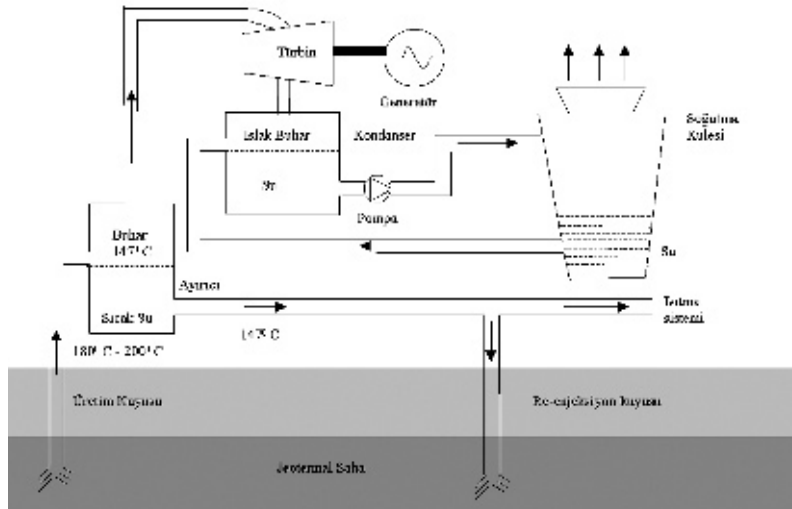 Türbin
Generatör
Islak Buhar
Kondanser
Soğutma
Kulesi
Su
Pompa
Buhar
147° C
Su
Ayırıcı
Sıcak Su
Isıtma
sistemi
147° C
180° C - 200° C
Üretim Kuyusu
Re-enjeksiyon kuyusu
Jeotermal Saha